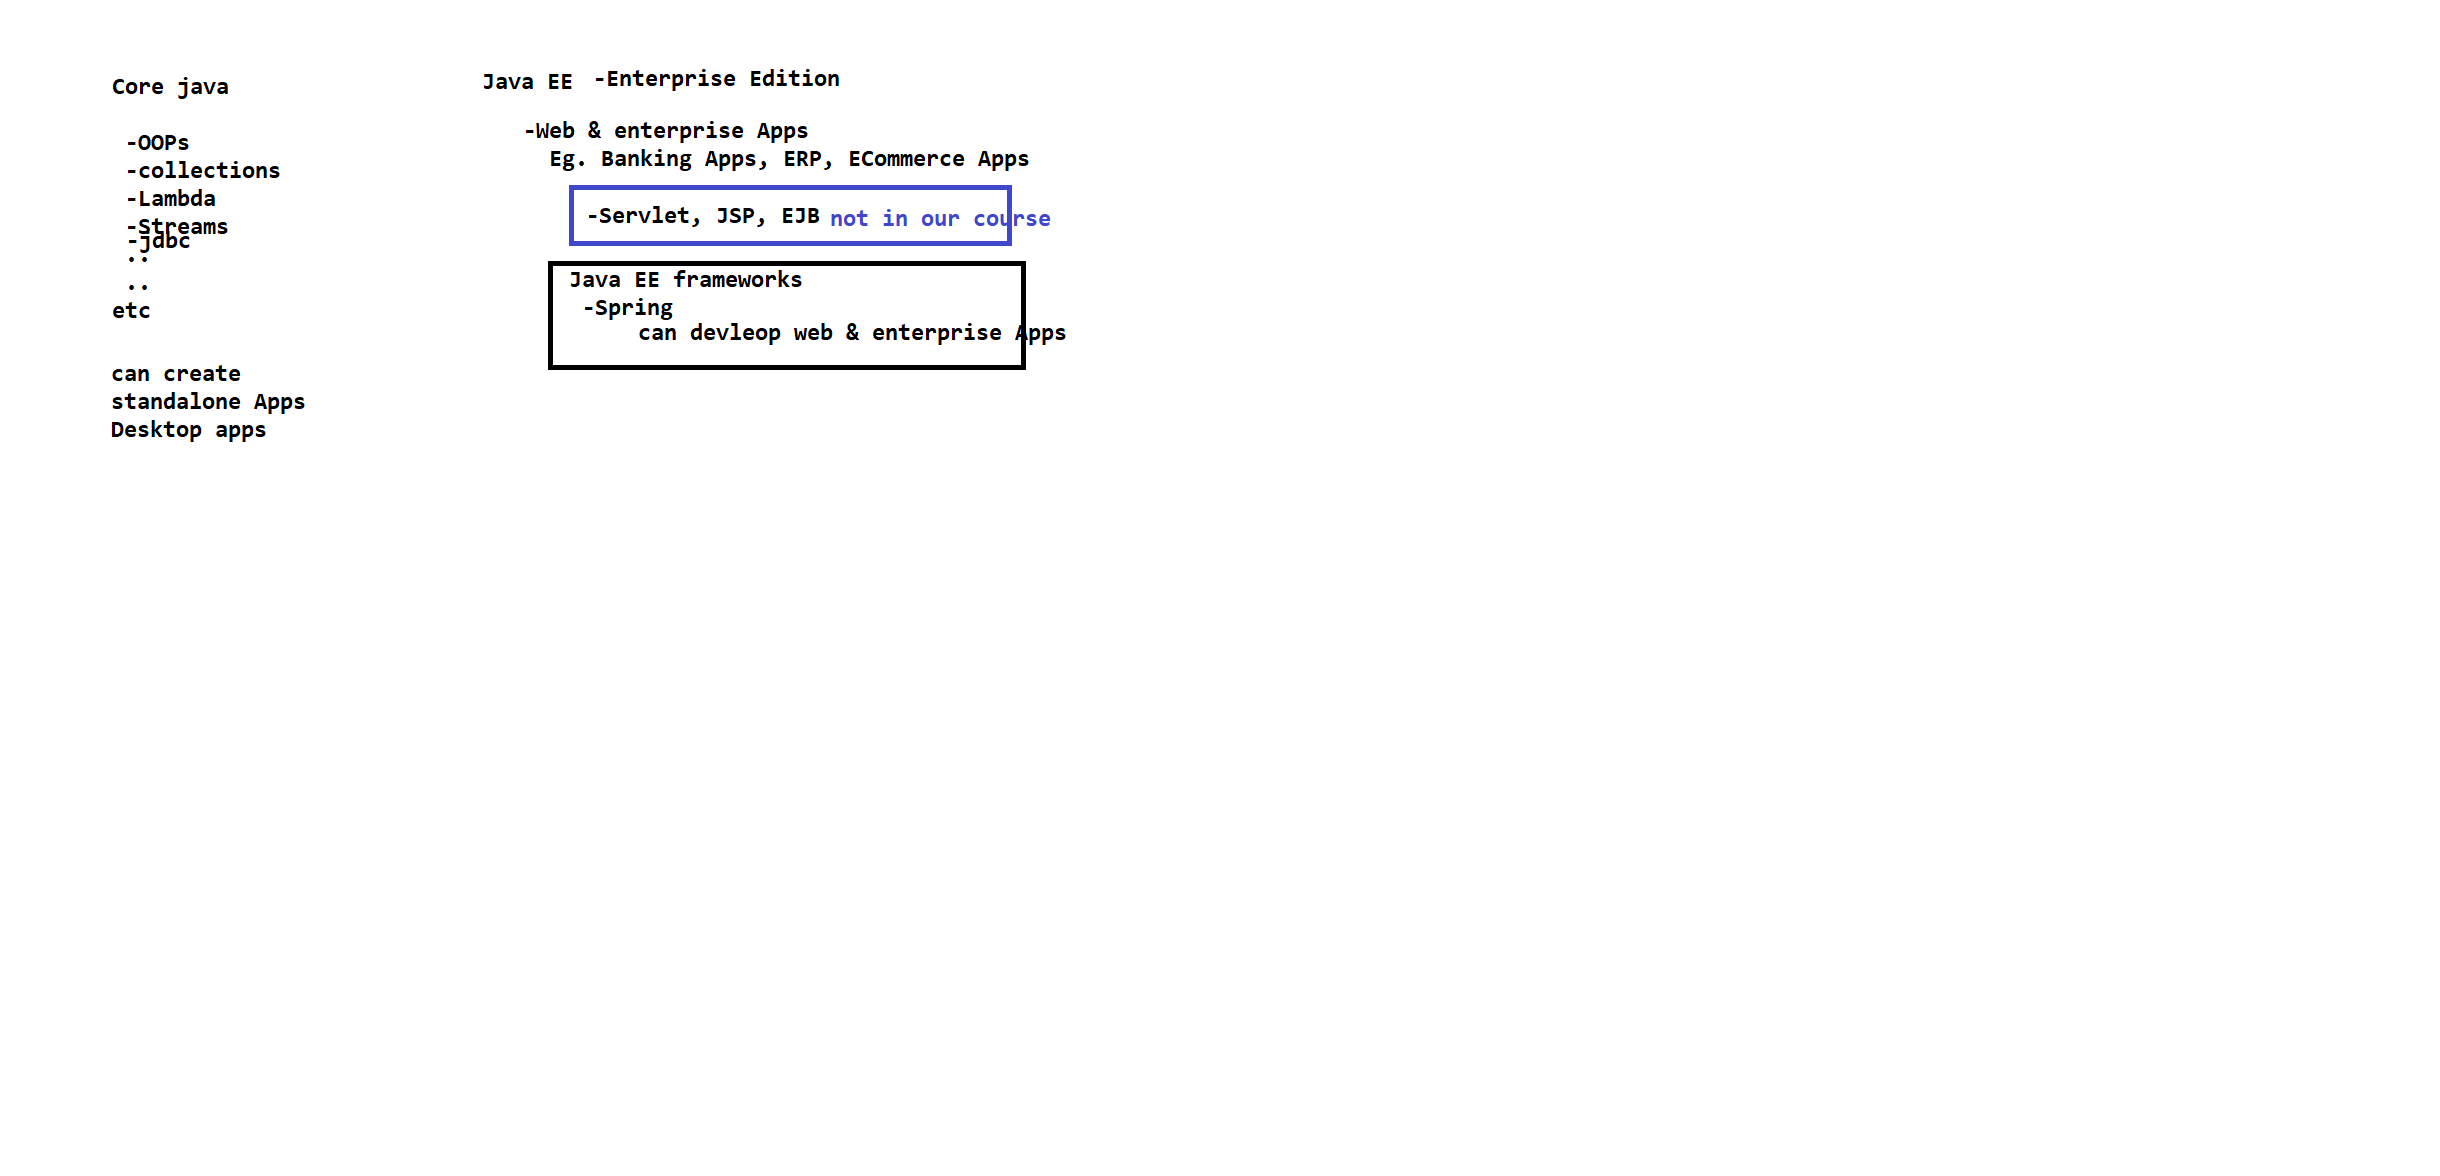 Core java
-OOPs
-collections
-Lambda
-Streams
-jdbc
..
..
etc
can create
standalone Apps
Desktop apps
Java EE -Enterprise Edition
-Web & enterprise Apps
Eg. Banking Apps, ERP, ECommerce Apps
-Servlet, JSP, EJB not in our course
Java EE frameworks
-Spring
can devleop web & enterprise Apps